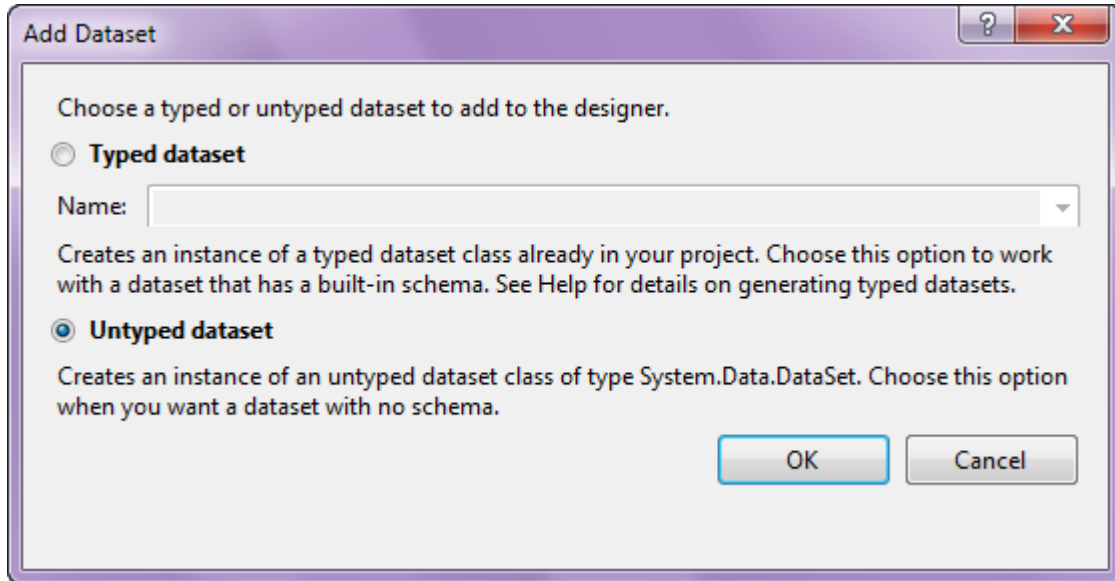 Add Dataset
?
Choose a typed or untyped dataset to add to the designer.
Typed dataset
Name:
Creates an instance of a typed dataset class already in your project. Choose this option to work
with a dataset that has a built-in schema. See Help for details on generating typed datasets.
Untyped dataset
Creates an instance of an untyped dataset class of type System.Data.DataSet. Choose this option
when you want a dataset with no schema.
OK Cancel